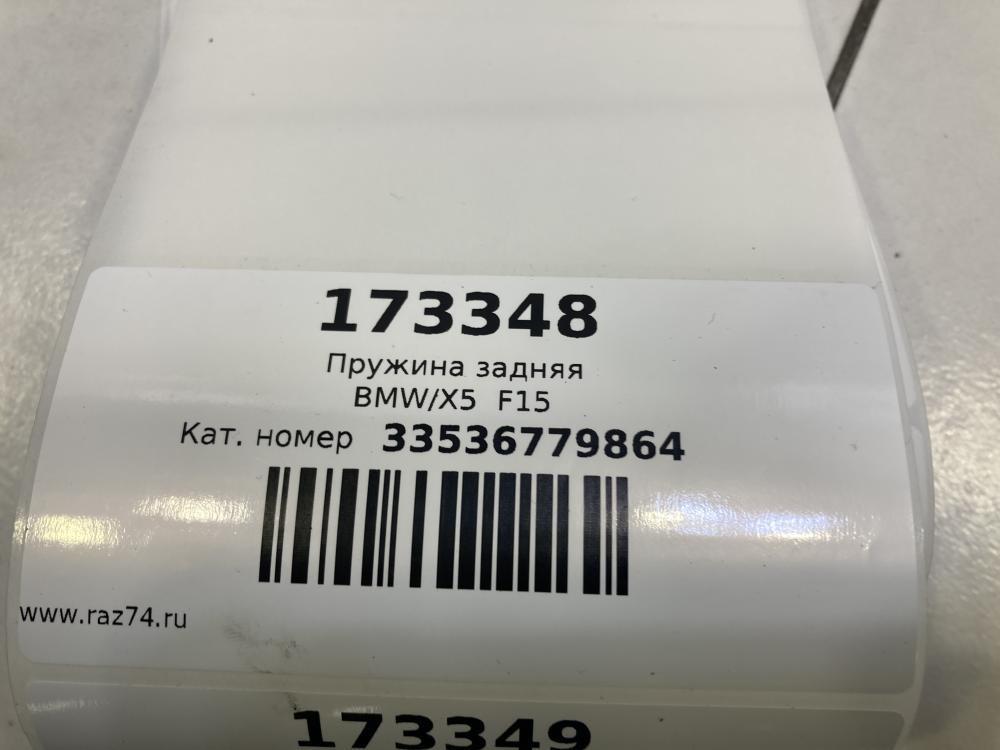 173348
Пружина задняя
BMW/X5 F15
Кат. номер 33536779864
www.raz74.ru
173349